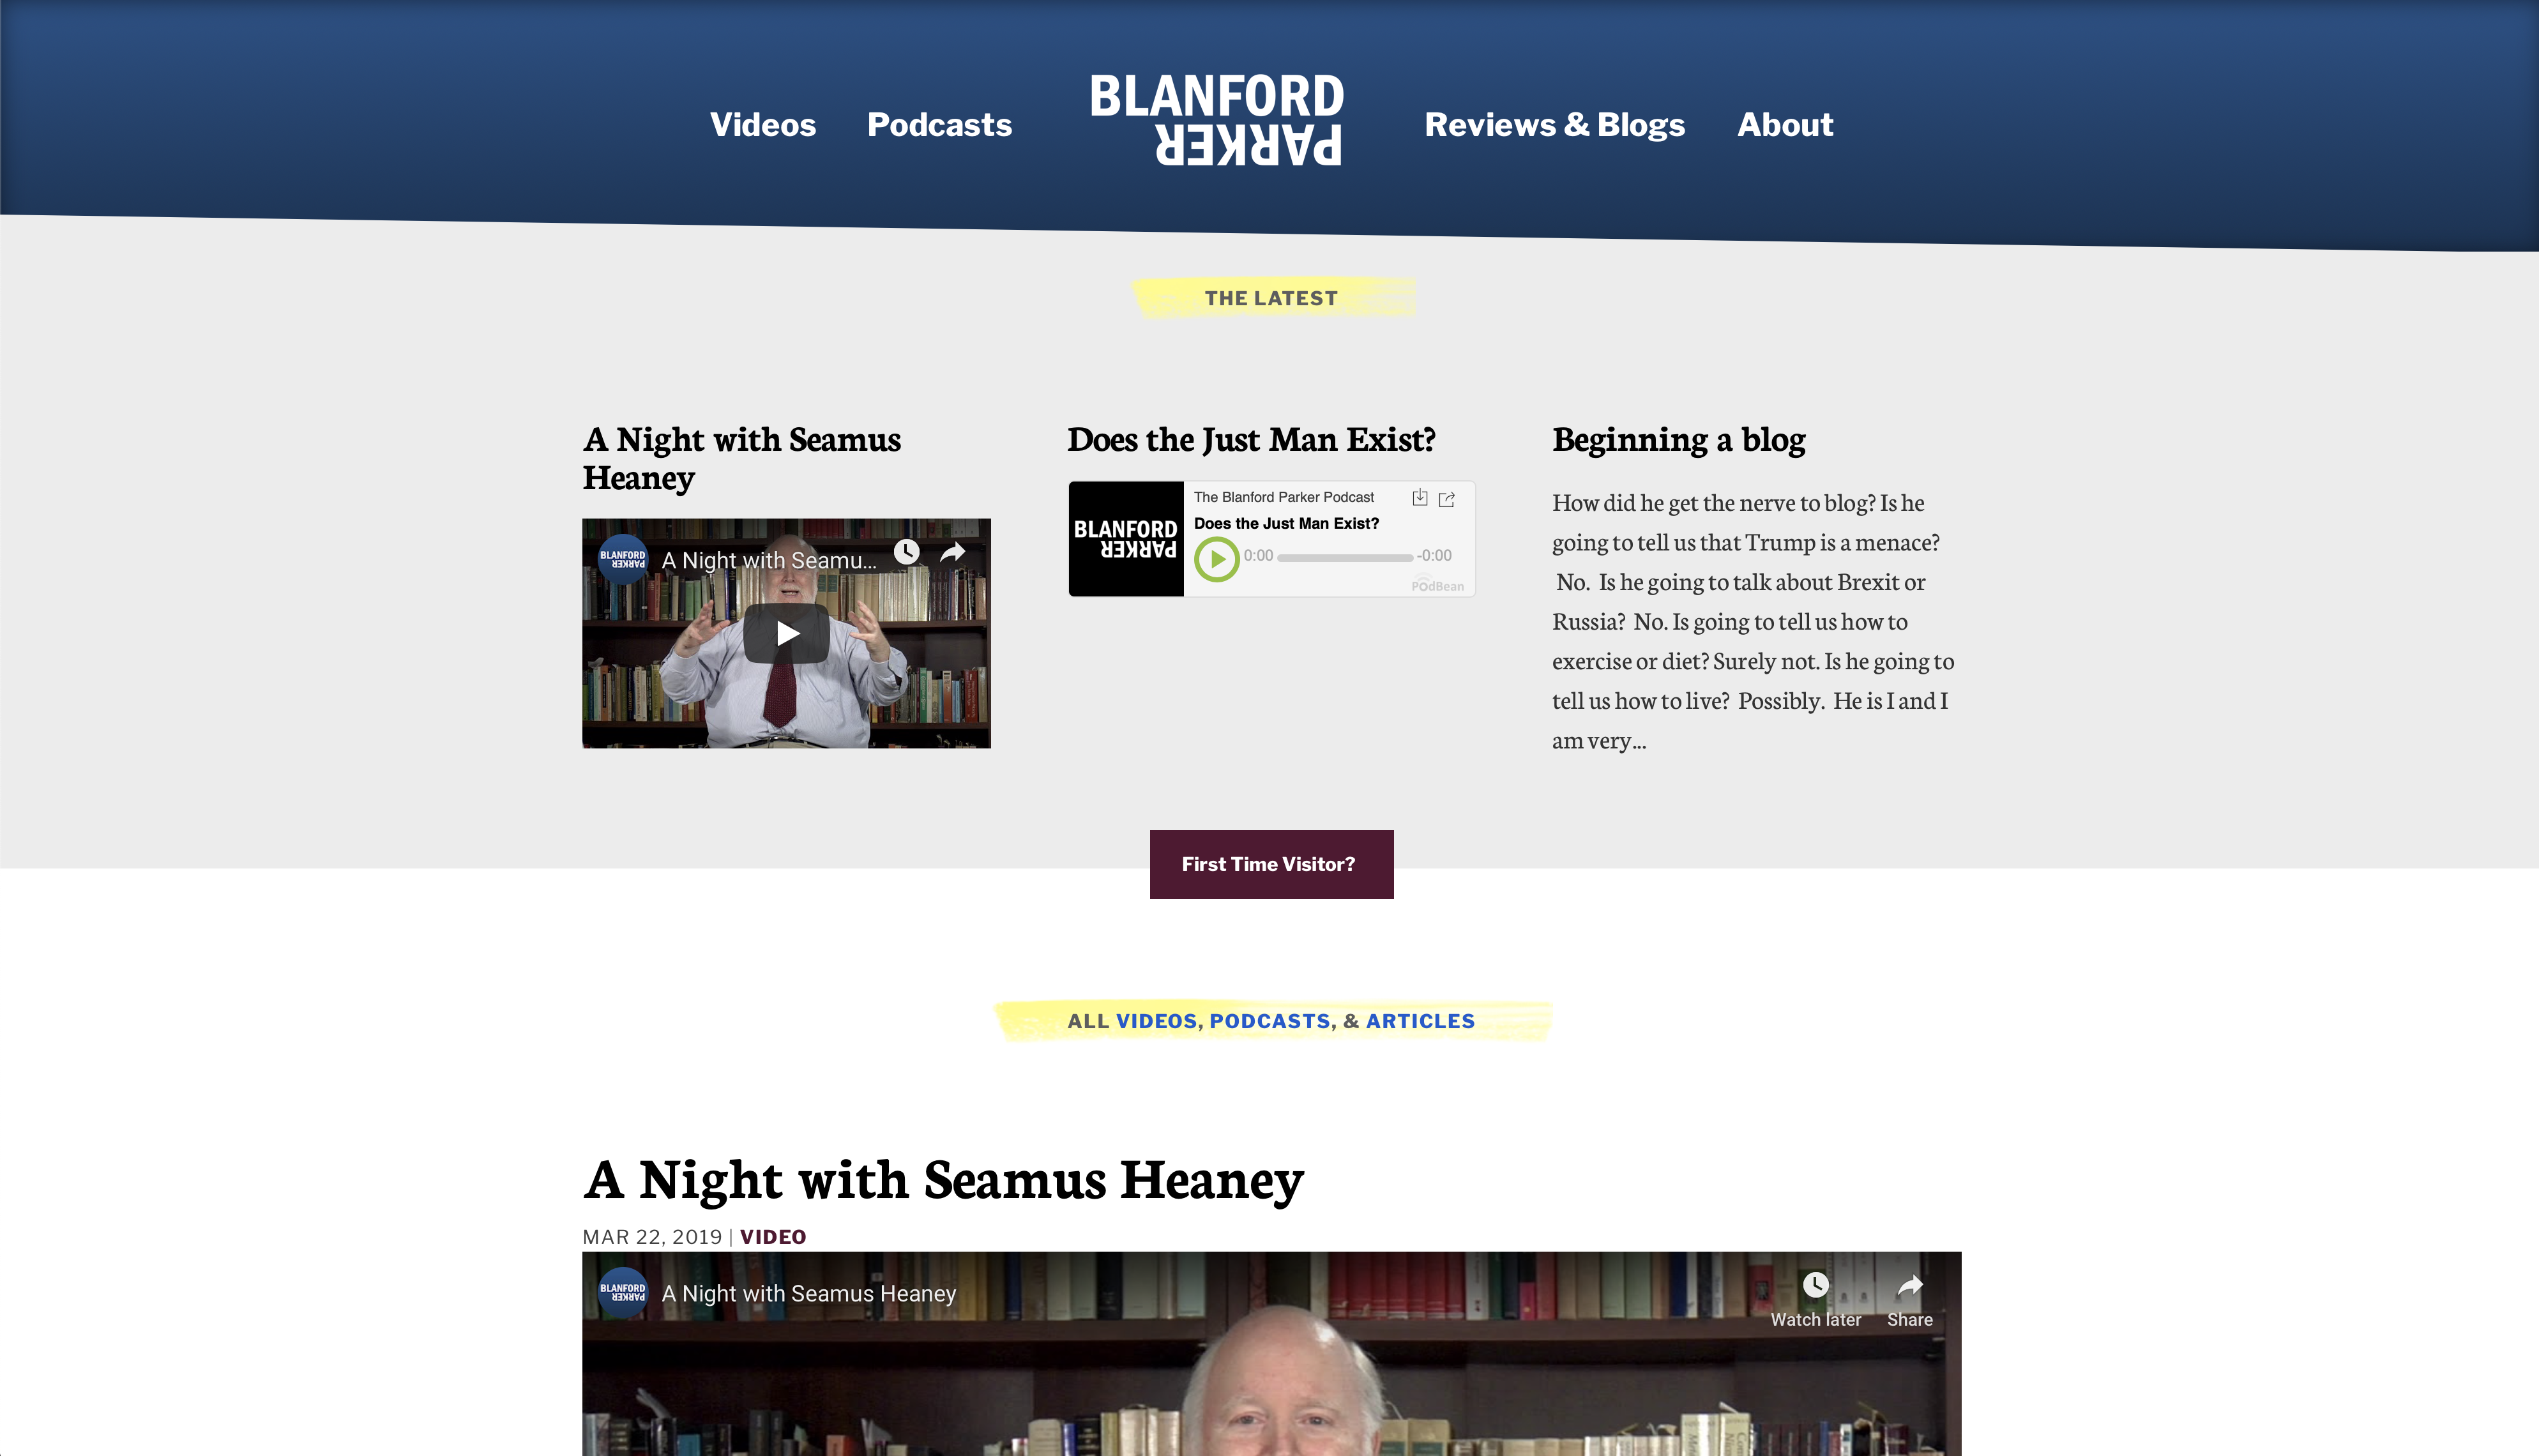 Videos
Podcasts
BLANFORD
PARKER
Reviews & Blogs
About
THE LATEST
A Night with Seamus
Heaney
BLANFORD
PARKER
A Night with Seamu...
Does the Just Man Exist?
BLANFORD
PARKER
The Blanford Parker Podcast
Does the Just Man Exist?
0:00
-0:00
PodBean
Beginning a blog
How did he get the nerve to blog? Is he
going to tell us that Trump is a menace?
No. Is he going to talk about Brexit or
Russia? No. Is going to tell us how to
exercise or diet? Surely not. Is he going to
tell us how to live? Possibly. He is I and I
am very...
First Time Visitor?
ALL VIDEOS, PODCASTS, & ARTICLES
A Night with Seamus Heaney
MAR 22, 2019 | VIDEO
BLANFORD
PARKER
A Night with Seamus Heaney
Watch later
Share